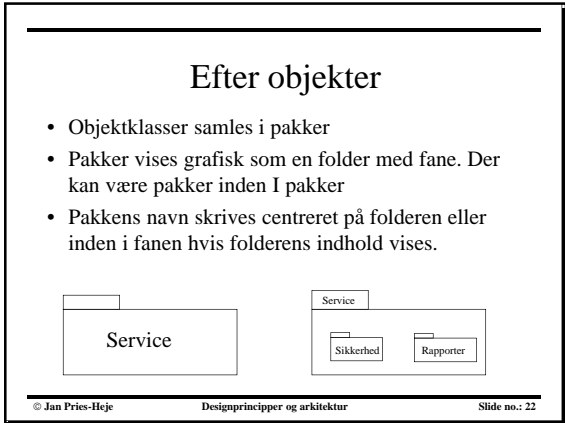 Efter objekter
• Objektklasser samles i pakker
• Pakker vises grafisk som en folder med fane. Der
kan være pakker inden I pakker
• Pakkens navn skrives centreret på folderen eller
inden i fanen hvis folderens indhold vises.
Service
Service
Sikkerhed
Rapporter
© Jan Pries-Heje
Designprincipper og arkitektur
Slide no.: 22